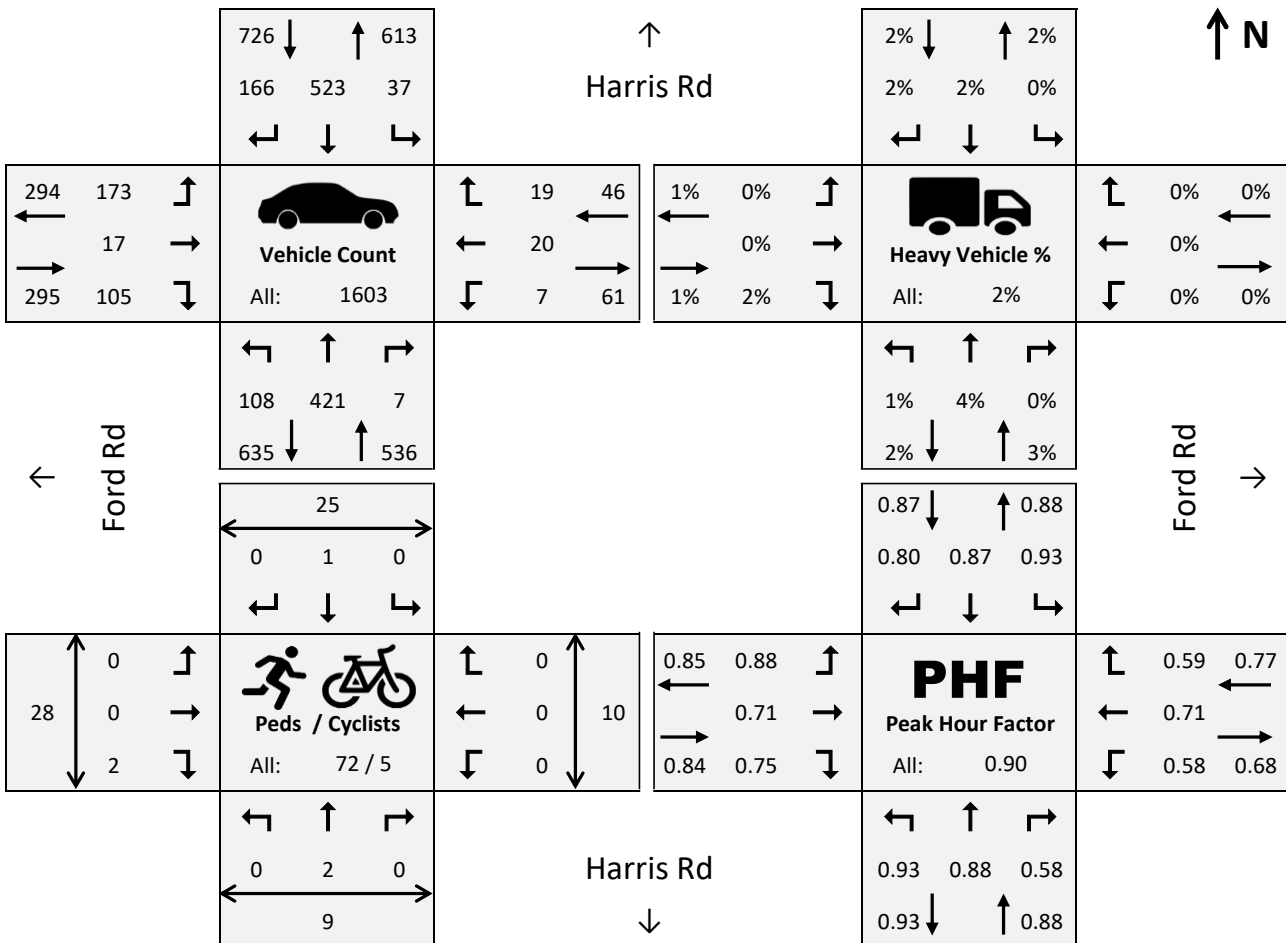 726 613
166 523 37
Harris Rd
2% 2%
2% 2% 0%
N
294 173
17
295 105
Vehicle Count
All: 1603
19 46
20
7 61
1% 0%
0%
1% 2%
Heavy Vehicle %
All: 2%
0% 0%
0%
0% 0%
108 421 7
635 536
1% 4% 0%
2% 3%
Ford Rd
Ford Rd
25
0 1 0
0.87 0.88
0.80 0.87 0.93
28
0
0
2
Peds / Cyclists
All: 72 / 5
0
0 10
0
0.85 0.88
0.71
0.84 0.75
PHF
Peak Hour Factor
All: 0.90
0.59 0.77
0.71
0.58 0.68
0 2 0
9
Harris Rd
0.93 0.88 0.58
0.93 0.88